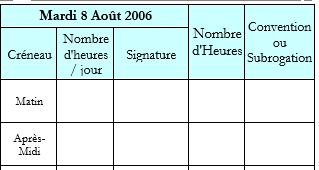 Mardi 8 Août 2006
Nombre
d'Heures
Convention
ou
Subrogation
Créneau
Nombre
d'heures
/ jour
Signature
Matin
Après-
Midi